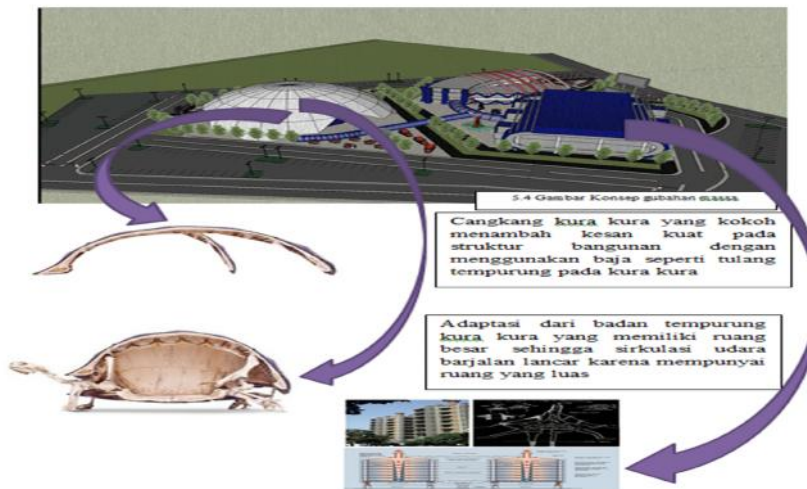 5.4 Gambar Konsep gubahan massa
Cangkang kura kura yang kokoh
menambah kesan kuat pada
struktur bangunan dengan
menggunakan baja seperti tulang
tempurung pada kura kura
Adaptasi dari badan tempurung
kura kura yang memiliki ruang
besar sehingga sirkulasi udara
barjalan lancar karena mempunyai
ruang yang luas